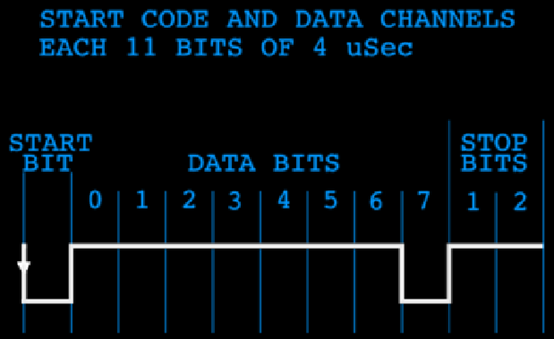 START CODE AND DATA CHANNELS
EACH 11 BITS OF 4 uSec
START
BIT
DATA BITS
STOP
BITS
0 1 2 3 4 5 6 7 1 2